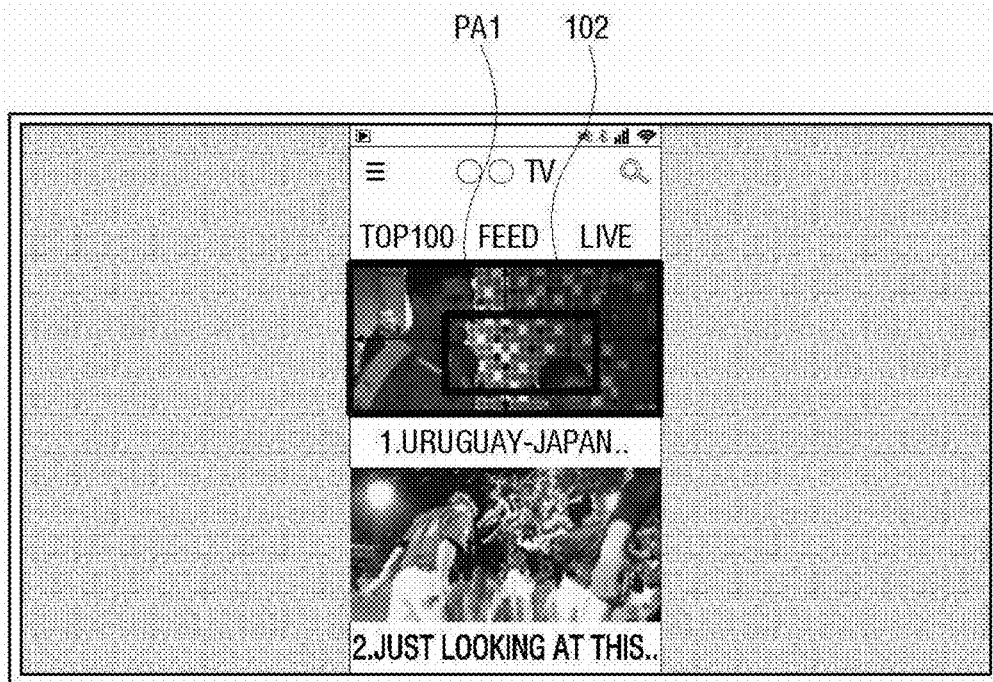 PA1 102
○○ TV
TOP100 FEED LIVE
1.URUGUAY-JAPAN..
2.JUST LOOKING AT THIS..